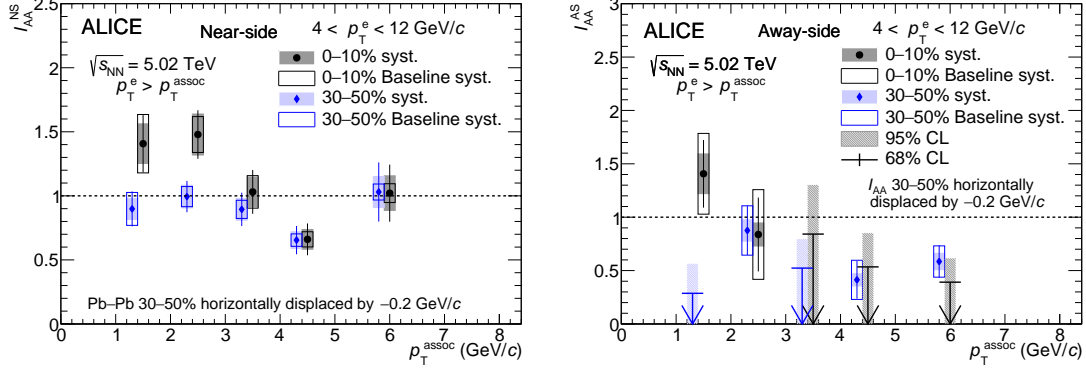 I_AA^NS
2.5
2
1.5
1
0.5
0
ALICE
Near-side
4 < p_T^e < 12 GeV/c
√s_NN = 5.02 TeV
p_T^e > p_T^assoc
0–10% syst.
0–10% Baseline syst.
30–50% syst.
30–50% Baseline syst.
Pb–Pb 30–50% horizontally displaced by −0.2 GeV/c
0 1 2 3 4 5 6 7 8
p_T^assoc (GeV/c)
I_AA^AS
3
2.5
2
1.5
1
0.5
0
ALICE
Away-side
4 < p_T^e < 12 GeV/c
√s_NN = 5.02 TeV
p_T^e > p_T^assoc
0–10% syst.
0–10% Baseline syst.
30–50% syst.
30–50% Baseline syst.
95% CL
68% CL
I_AA 30–50% horizontally
displaced by −0.2 GeV/c
0 1 2 3 4 5 6 7 8
p_T^assoc (GeV/c)